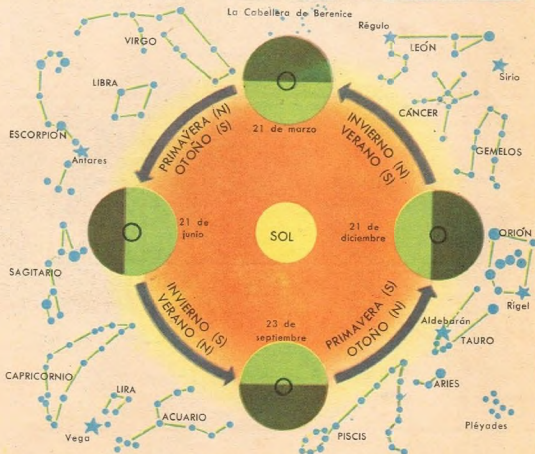 La Cabellera de Berenice
Régulo
VIRGO
LEÓN
Sirio
LIBRA
CÁNCER
21 de marzo
ESCORPIÓN
Antares
PRIMAVERA (N)
OTOÑO (S)
INVIERNO (N)
VERANO (S)
GEMELOS
21 de
junio
SOL
21 de
diciembre
ORIÓN
SAGITARIO
Rigel
INVIERNO (S)
VERANO (N)
23 de
septiembre
PRIMAVERA (S)
OTOÑO (N)
Aldebarán
TAURO
CAPRICORNIO
LIRA
ARIES
ACUARIO
Vega
PISCIS
Pléyades